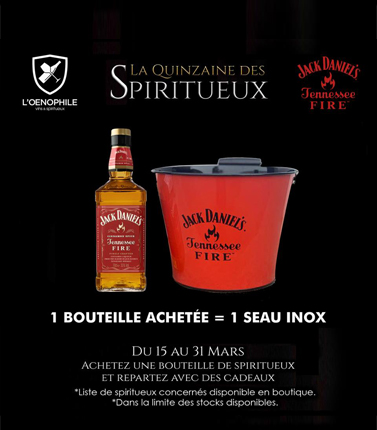 L'OENOPHILE
vins & spiritueux
LA QUINZAINE DES
SPIRITUEUX
JACK DANIEL'S
Tennessee
FIRE
JACK DANIEL'S
Tennessee
FIRE
JACK DANIEL'S
Tennessee
FIRE
1 BOUTEILLE ACHETÉE = 1 SEAU INOX
DU 15 AU 31 MARS
ACHETEZ UNE BOUTEILLE DE SPIRITUEUX
ET REPARTEZ AVEC DES CADEAUX
*Liste de spiritueux concernés disponible en boutique.
*Dans la limite des stocks disponibles.